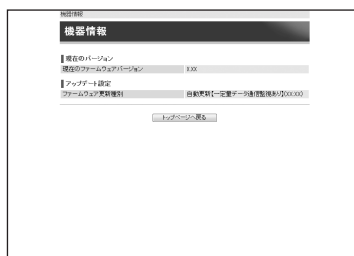 機器情報
機器情報
現在のバージョン
現在のファームウェアバージョン X.XX
アップデート設定
ファームウェア更新種別 自動更新【一定量データ通信監視あり】(XX:XX)
トップページへ戻る